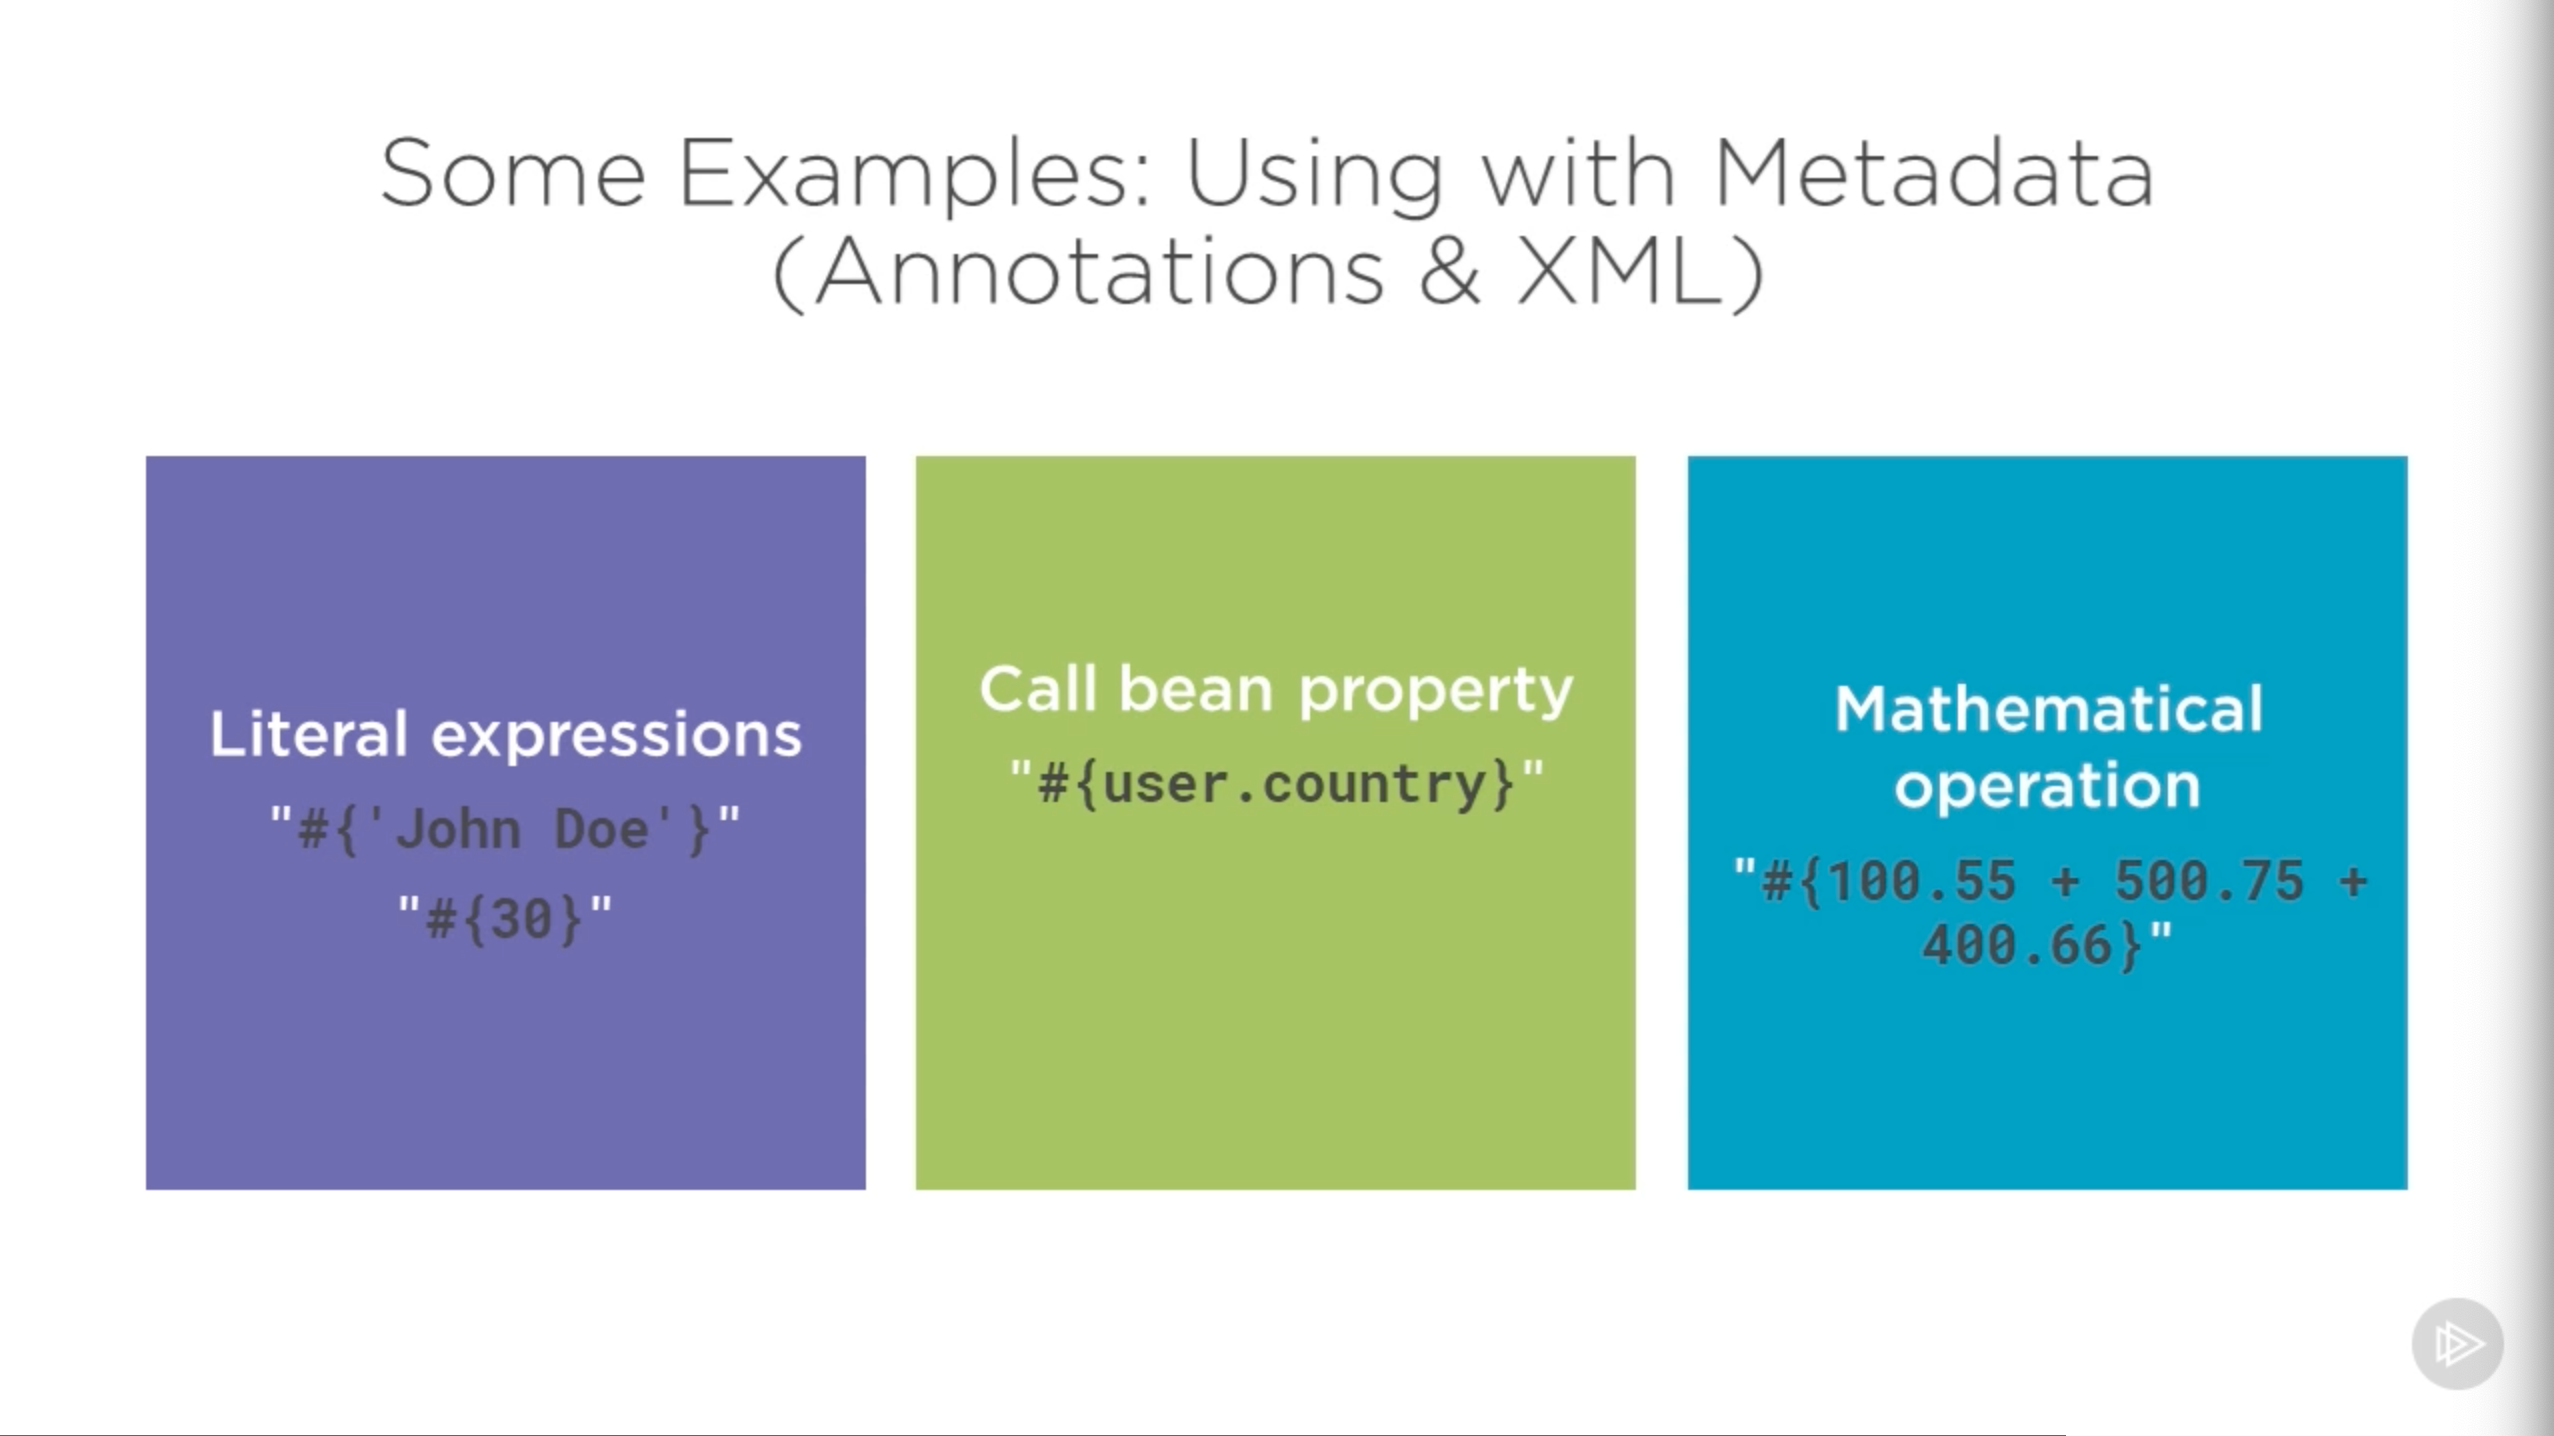 Some Examples: Using with Metadata
(Annotations & XML)
Literal expressions
"#{'John Doe'}"
"#{30}"
Call bean property
"#{user.country}"
Mathematical
operation
"#{100.55 + 500.75 +
400.66}"